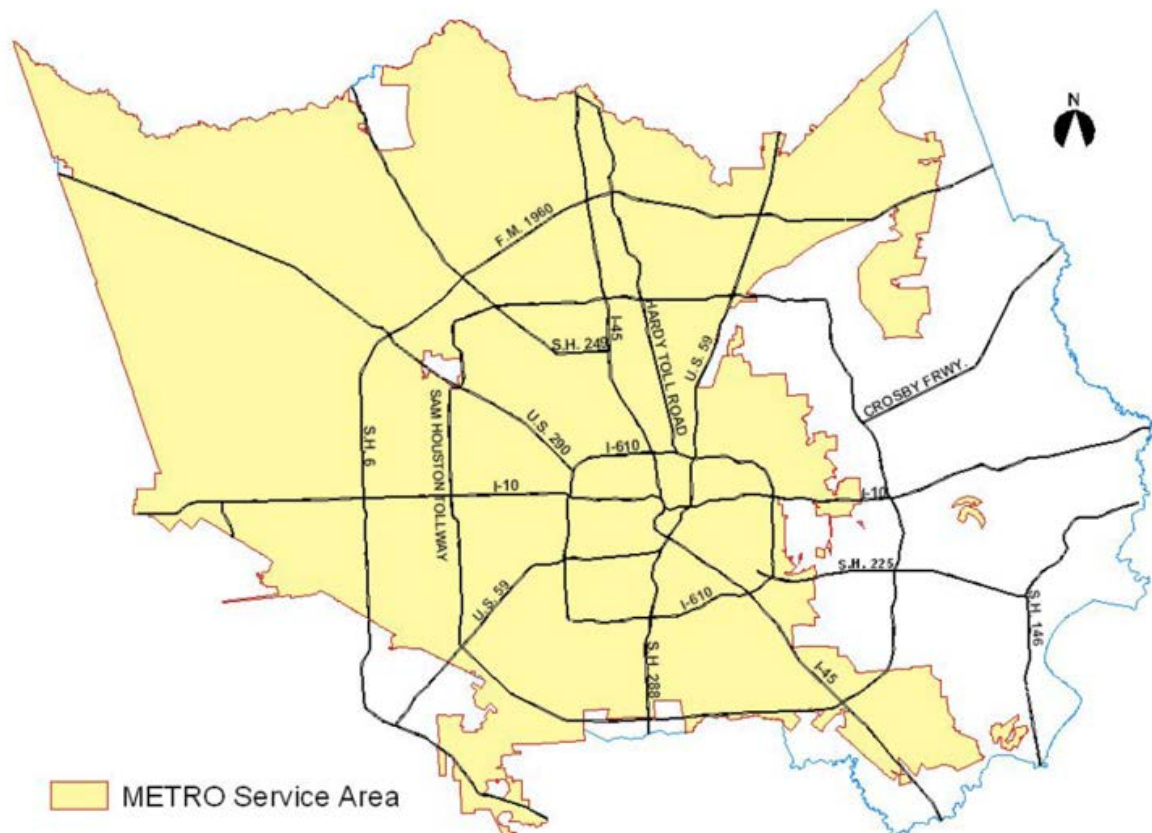 N
F.M. 1960
I-45
HARDY TOLL ROAD
U.S. 59
S.H. 249
CROSBY FRWY.
SAM HOUSTON TOLLWAY
U.S. 290
S.H. 6
I-610
I-10
I-10
S.H. 225
U.S. 59
I-610
S.H. 146
S.H. 288
I-45
METRO Service Area